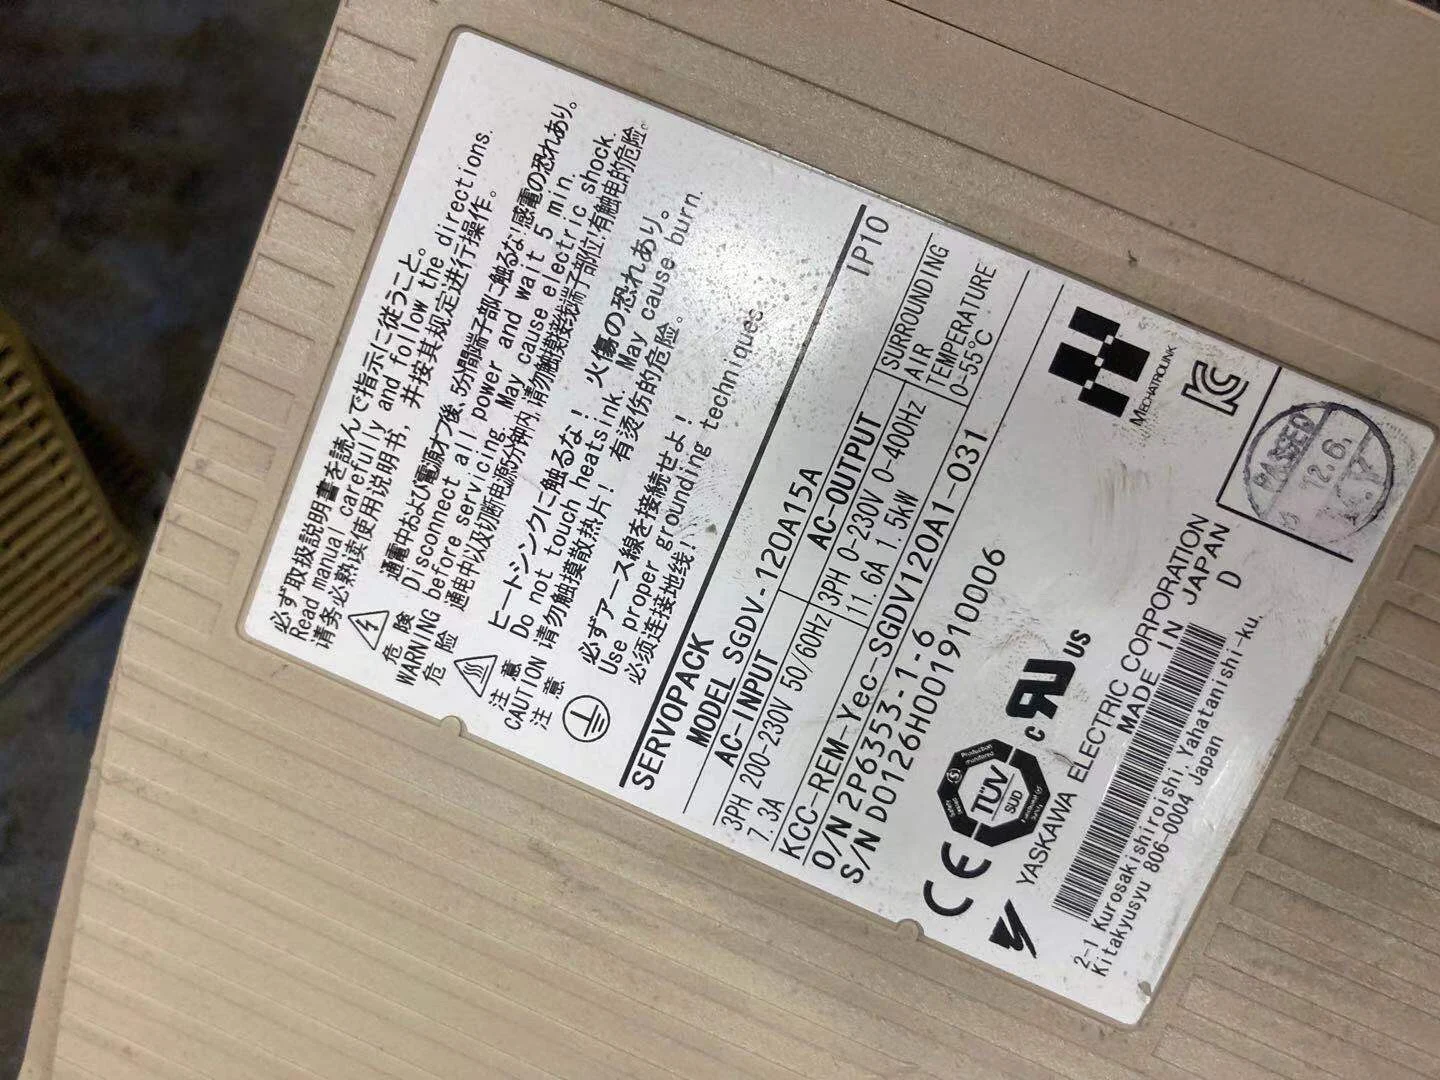 必ず取扱説明書を読んで指示に従うこと。
Read manual carefully and follow the directions.
请务必熟读使用说明书，并按其规定进行操作。
危 険
WARNING
危 险
通電中および電源オフ後、5分間端子部に触るな！感電の恐れあり。
Disconnect all power and wait 5 min.
before servicing. May cause electric shock.
通电中以及切断电源5分钟内，请勿触摸接线端子部位！有触电的危险。
注 意
CAUTION
注 意
ヒートシンクに触るな！ 火傷の恐れあり。
Do not touch heatsink. May cause burn.
请勿触摸散热片！ 有烫伤的危险。
必ずアース線を接続せよ！
Use proper grounding techniques
必须连接地线！
SERVOPACK
IP10
MODEL SGDV-120A15A
AC-INPUT
3PH 200-230V 50/60Hz
7.3A
AC-OUTPUT
3PH 0-230V 0-400Hz
11.6A 1.5kW
SURROUNDING
AIR
TEMPERATURE
0-55℃
KCC-REM-Yec-SGDV120A1-031
O/N 2P6353-1-6
S/N D0126H001910006
CE
TÜV
SÜD
c RU US
MECHATROLINK
YASKAWA ELECTRIC CORPORATION
MADE IN JAPAN
D
2-1 Kurosakishiroishi, Yahatanishi-ku,
Kitakyusyu 806-0004 Japan
PASSED
12.6.